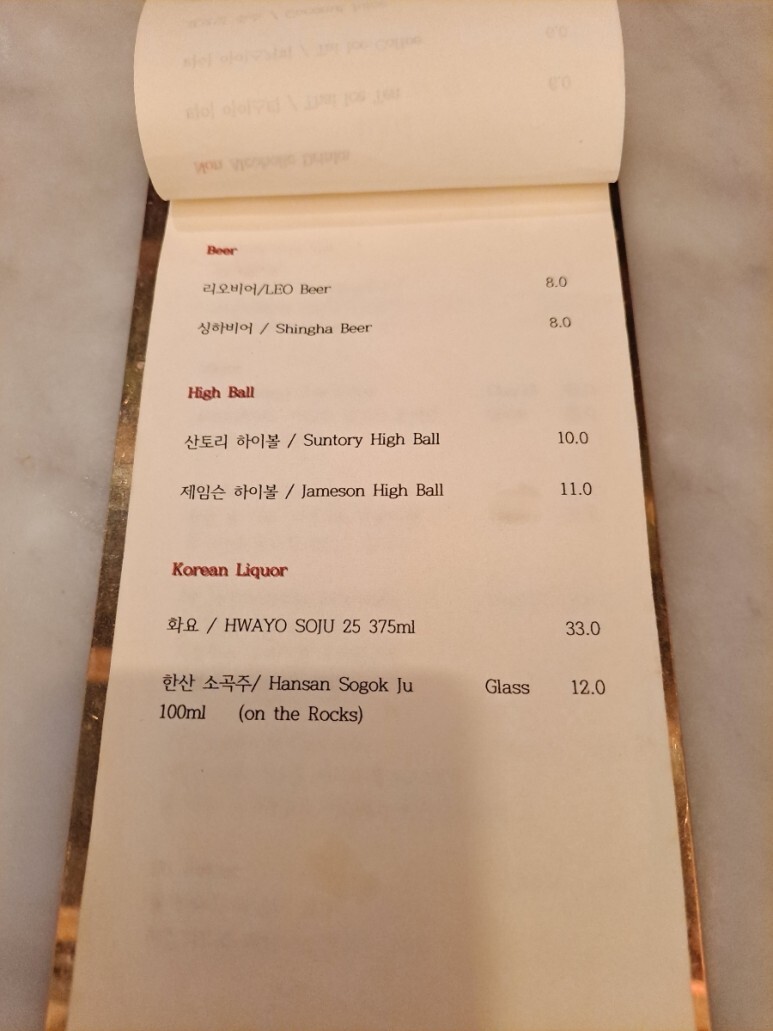 Beer
리오비어/LEO Beer 8.0
싱하비어 / Shingha Beer 8.0
High Ball
산토리 하이볼 / Suntory High Ball 10.0
제임슨 하이볼 / Jameson High Ball 11.0
Korean Liquor
화요 / HWAYO SOJU 25 375ml 33.0
한산 소곡주/ Hansan Sogok Ju Glass 12.0
100ml (on the Rocks)